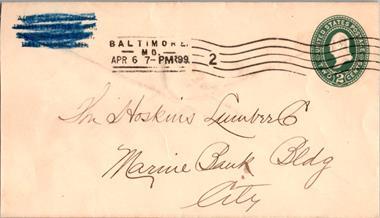 BALTIMORE,
MD.
APR 6 7-PM '99
2
UNITED STATES POSTAGE
TWO 2 CENTS
Wm Hoskins Lumber Co
Marine Bank Bldg
City